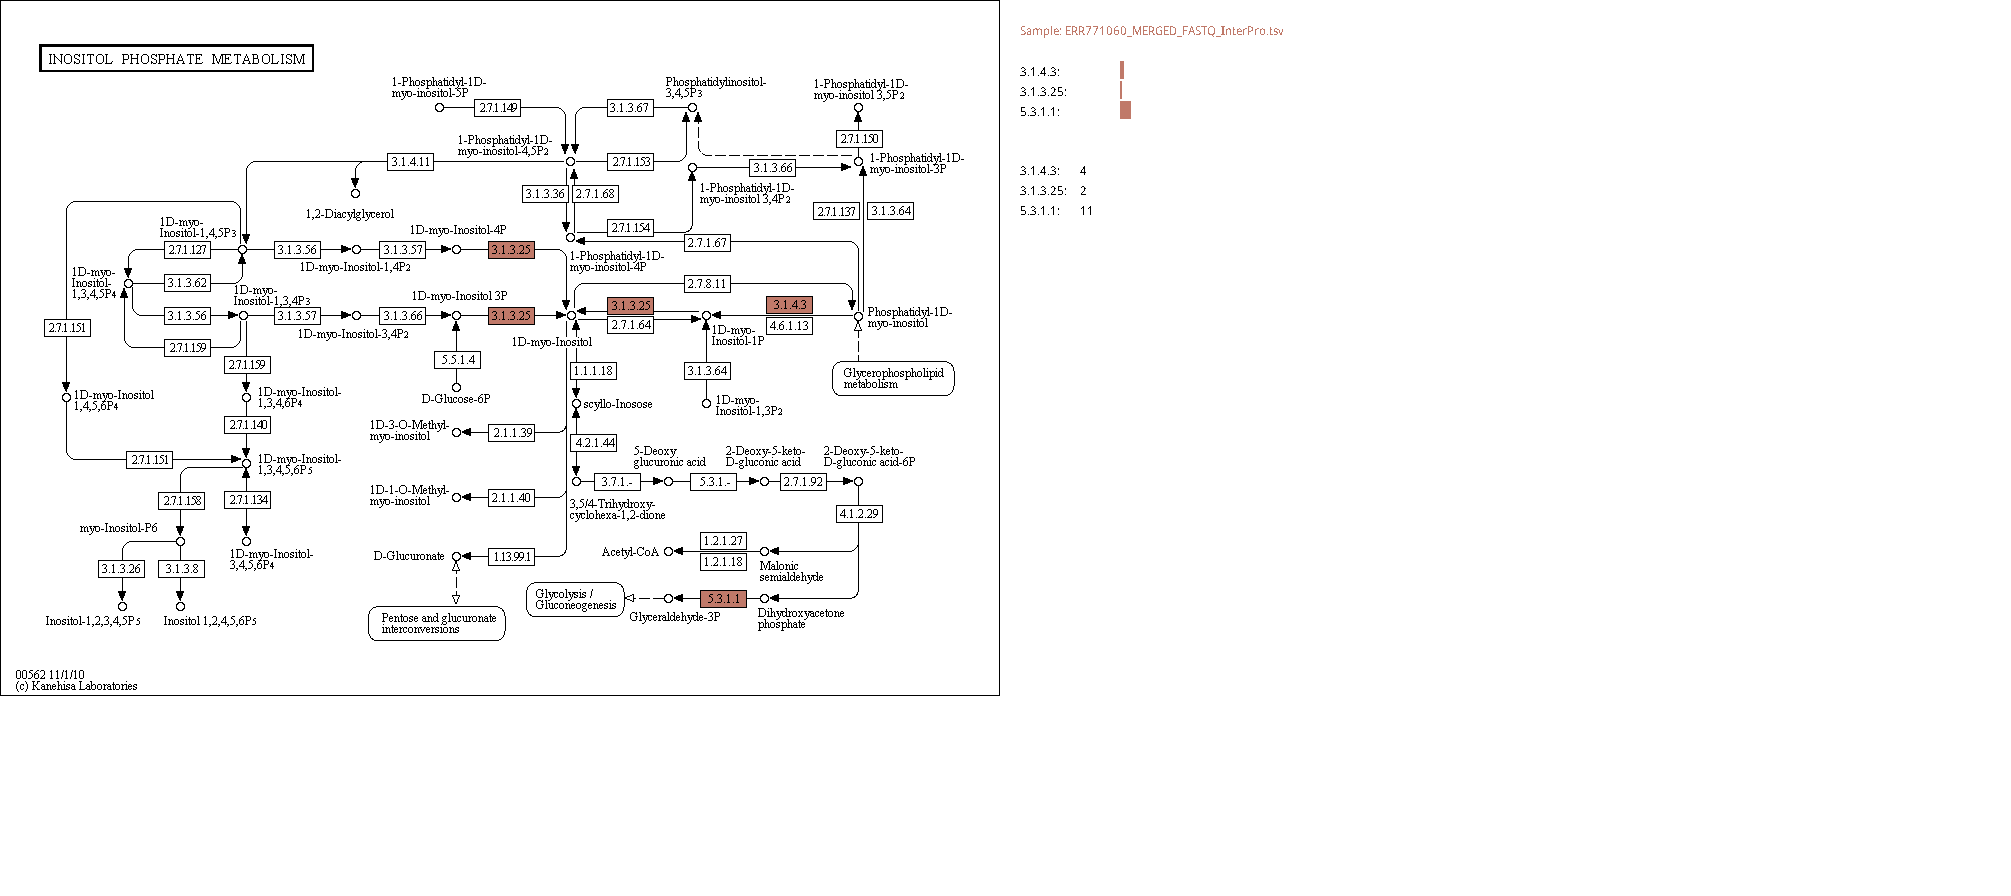 INOSITOL PHOSPHATE METABOLISM
1-Phosphatidyl-1D-
myo-inositol-5P
2.7.1.149
3.1.3.67
Phosphatidylinositol-
3,4,5P3
1-Phosphatidyl-1D-
myo-inositol 3,5P2
2.7.1.150
1-Phosphatidyl-1D-
myo-inositol-4,5P2
3.1.4.11
2.7.1.153
3.1.3.66
1-Phosphatidyl-1D-
myo-inositol-3P
1,2-Diacylglycerol
3.1.3.36
2.7.1.68
1-Phosphatidyl-1D-
myo-inositol 3,4P2
2.7.1.137
3.1.3.64
1D-myo-
Inositol-1,4,5P3
1D-myo-Inositol-4P
2.7.1.154
2.7.1.67
2.7.1.127
3.1.3.56
3.1.3.57
3.1.3.25
1D-myo-Inositol-1,4P2
1-Phosphatidyl-1D-
myo-inositol-4P
1D-myo-
Inositol-
1,3,4,5P4
3.1.3.62
2.7.8.11
1D-myo-
Inositol-1,3,4P3
1D-myo-Inositol 3P
3.1.3.56
3.1.3.57
3.1.3.66
3.1.3.25
3.1.3.25
2.7.1.64
3.1.4.3
4.6.1.13
Phosphatidyl-1D-
myo-inositol
2.7.1.151
1D-myo-Inositol-3,4P2
1D-myo-Inositol
1D-myo-
Inositol-1P
2.7.1.159
2.7.1.159
5.5.1.4
1.1.1.18
3.1.3.64
Glycerophospholipid
metabolism
1D-myo-Inositol
1,4,5,6P4
1D-myo-Inositol-
1,3,4,6P4
D-Glucose-6P
scyllo-Inosose
1D-myo-
Inositol-1,3P2
2.7.1.140
1D-3-O-Methyl-
myo-inositol
2.1.1.39
4.2.1.44
2.7.1.151
1D-myo-Inositol-
1,3,4,5,6P5
5-Deoxy
glucuronic acid
2-Deoxy-5-keto-
D-gluconic acid
2-Deoxy-5-keto-
D-gluconic acid-6P
3.7.1.-
5.3.1.-
2.7.1.92
2.7.1.158
2.7.1.134
1D-1-O-Methyl-
myo-inositol
2.1.1.40
3,5/4-Trihydroxy-
cyclohexa-1,2-dione
4.1.2.29
myo-Inositol-P6
1D-myo-Inositol-
3,4,5,6P4
D-Glucuronate
1.13.99.1
Acetyl-CoA
1.2.1.27
1.2.1.18
Malonic
semialdehyde
3.1.3.26
3.1.3.8
Glycolysis /
Gluconeogenesis
5.3.1.1
Glyceraldehyde-3P
Dihydroxyacetone
phosphate
Inositol-1,2,3,4,5P5
Inositol 1,2,4,5,6P5
Pentose and glucuronate
interconversions
00562 11/1/10
(c) Kanehisa Laboratories
Sample: ERR771060_MERGED_FASTQ_InterPro.tsv
3.1.4.3:
3.1.3.25:
5.3.1.1:
3.1.4.3: 4
3.1.3.25: 2
5.3.1.1: 11